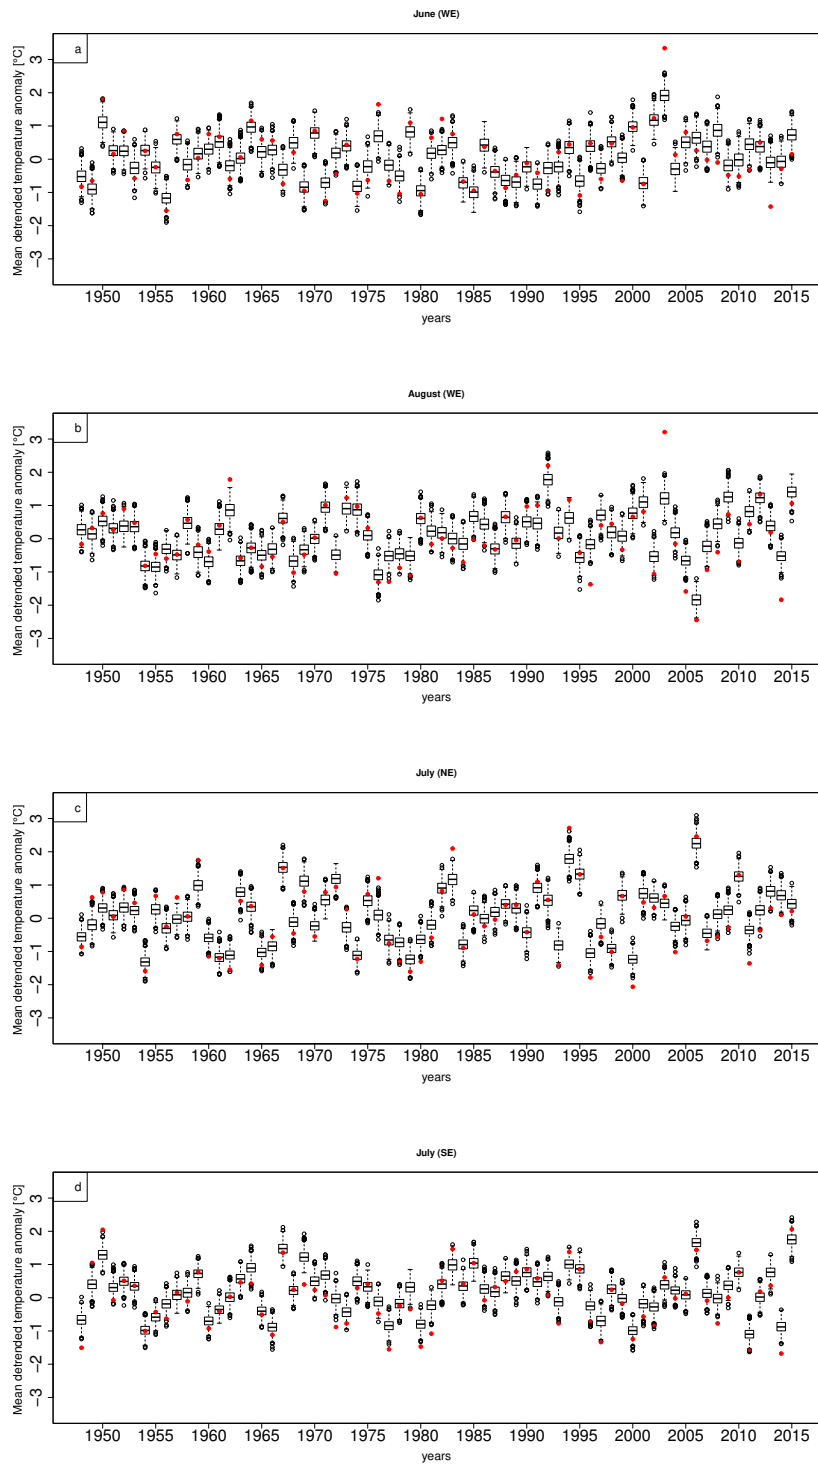 June (WE)
a
Mean detrended temperature anomaly [°C]
3
2
1
0
−1
−2
−3
1950 1955 1960 1965 1970 1975 1980 1985 1990 1995 2000 2005 2010 2015
years
August (WE)
b
Mean detrended temperature anomaly [°C]
3
2
1
0
−1
−2
−3
1950 1955 1960 1965 1970 1975 1980 1985 1990 1995 2000 2005 2010 2015
years
July (NE)
c
Mean detrended temperature anomaly [°C]
3
2
1
0
−1
−2
−3
1950 1955 1960 1965 1970 1975 1980 1985 1990 1995 2000 2005 2010 2015
years
July (SE)
d
Mean detrended temperature anomaly [°C]
3
2
1
0
−1
−2
−3
1950 1955 1960 1965 1970 1975 1980 1985 1990 1995 2000 2005 2010 2015
years